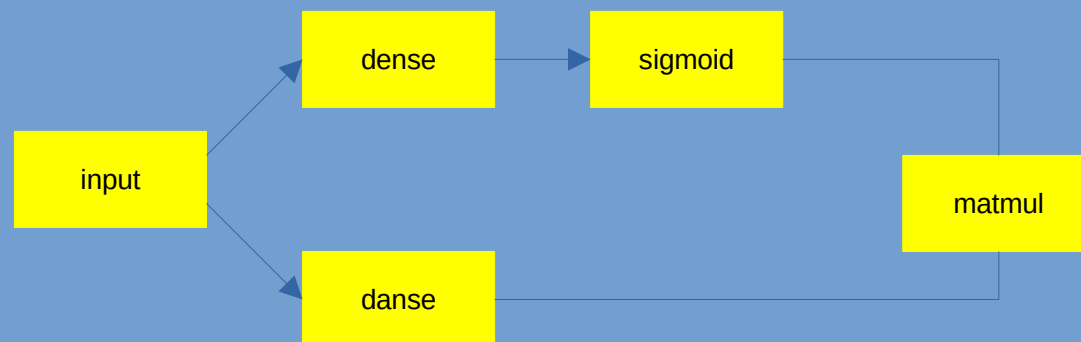 dense
sigmoid
input
matmul
danse